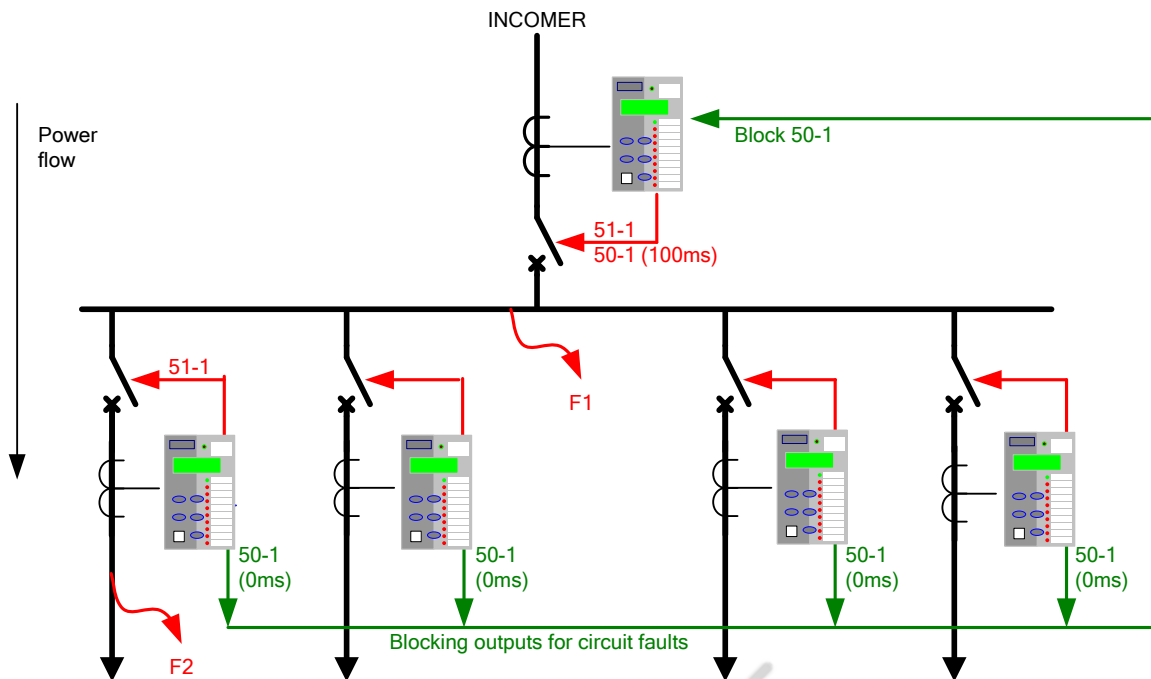 INCOMER
Power
flow
Block 50-1
51-1
50-1 (100ms)
51-1
F1
50-1
(0ms)
50-1
(0ms)
50-1
(0ms)
50-1
(0ms)
Blocking outputs for circuit faults
F2